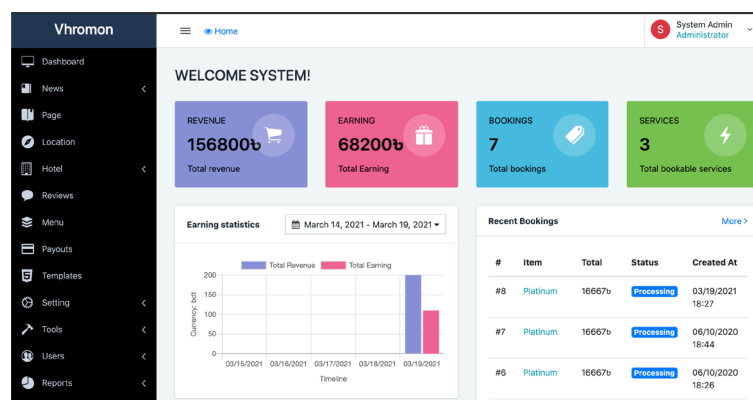 Vhromon
Home
System Admin
Administrator
Dashboard
News
Page
Location
Hotel
Reviews
Menu
Payouts
Templates
Setting
Tools
Users
Reports
WELCOME SYSTEM!
REVENUE
156800৳
Total revenue
EARNING
68200৳
Total Earning
BOOKINGS
7
Total bookings
SERVICES
3
Total bookable services
Earning statistics
March 14, 2021 - March 19, 2021
Total Revenue Total Earning
Currency: bdt
200
150
100
50
0
03/15/2021 03/16/2021 03/17/2021 03/18/2021 03/19/2021
Timeline
Recent Bookings More >
# Item Total Status Created At
#8 Platinum 16667৳ Processing 03/19/2021
18:27
#7 Platinum 16667৳ Processing 06/10/2020
18:44
#6 Platinum 16667৳ Processing 06/10/2020
18:26
S